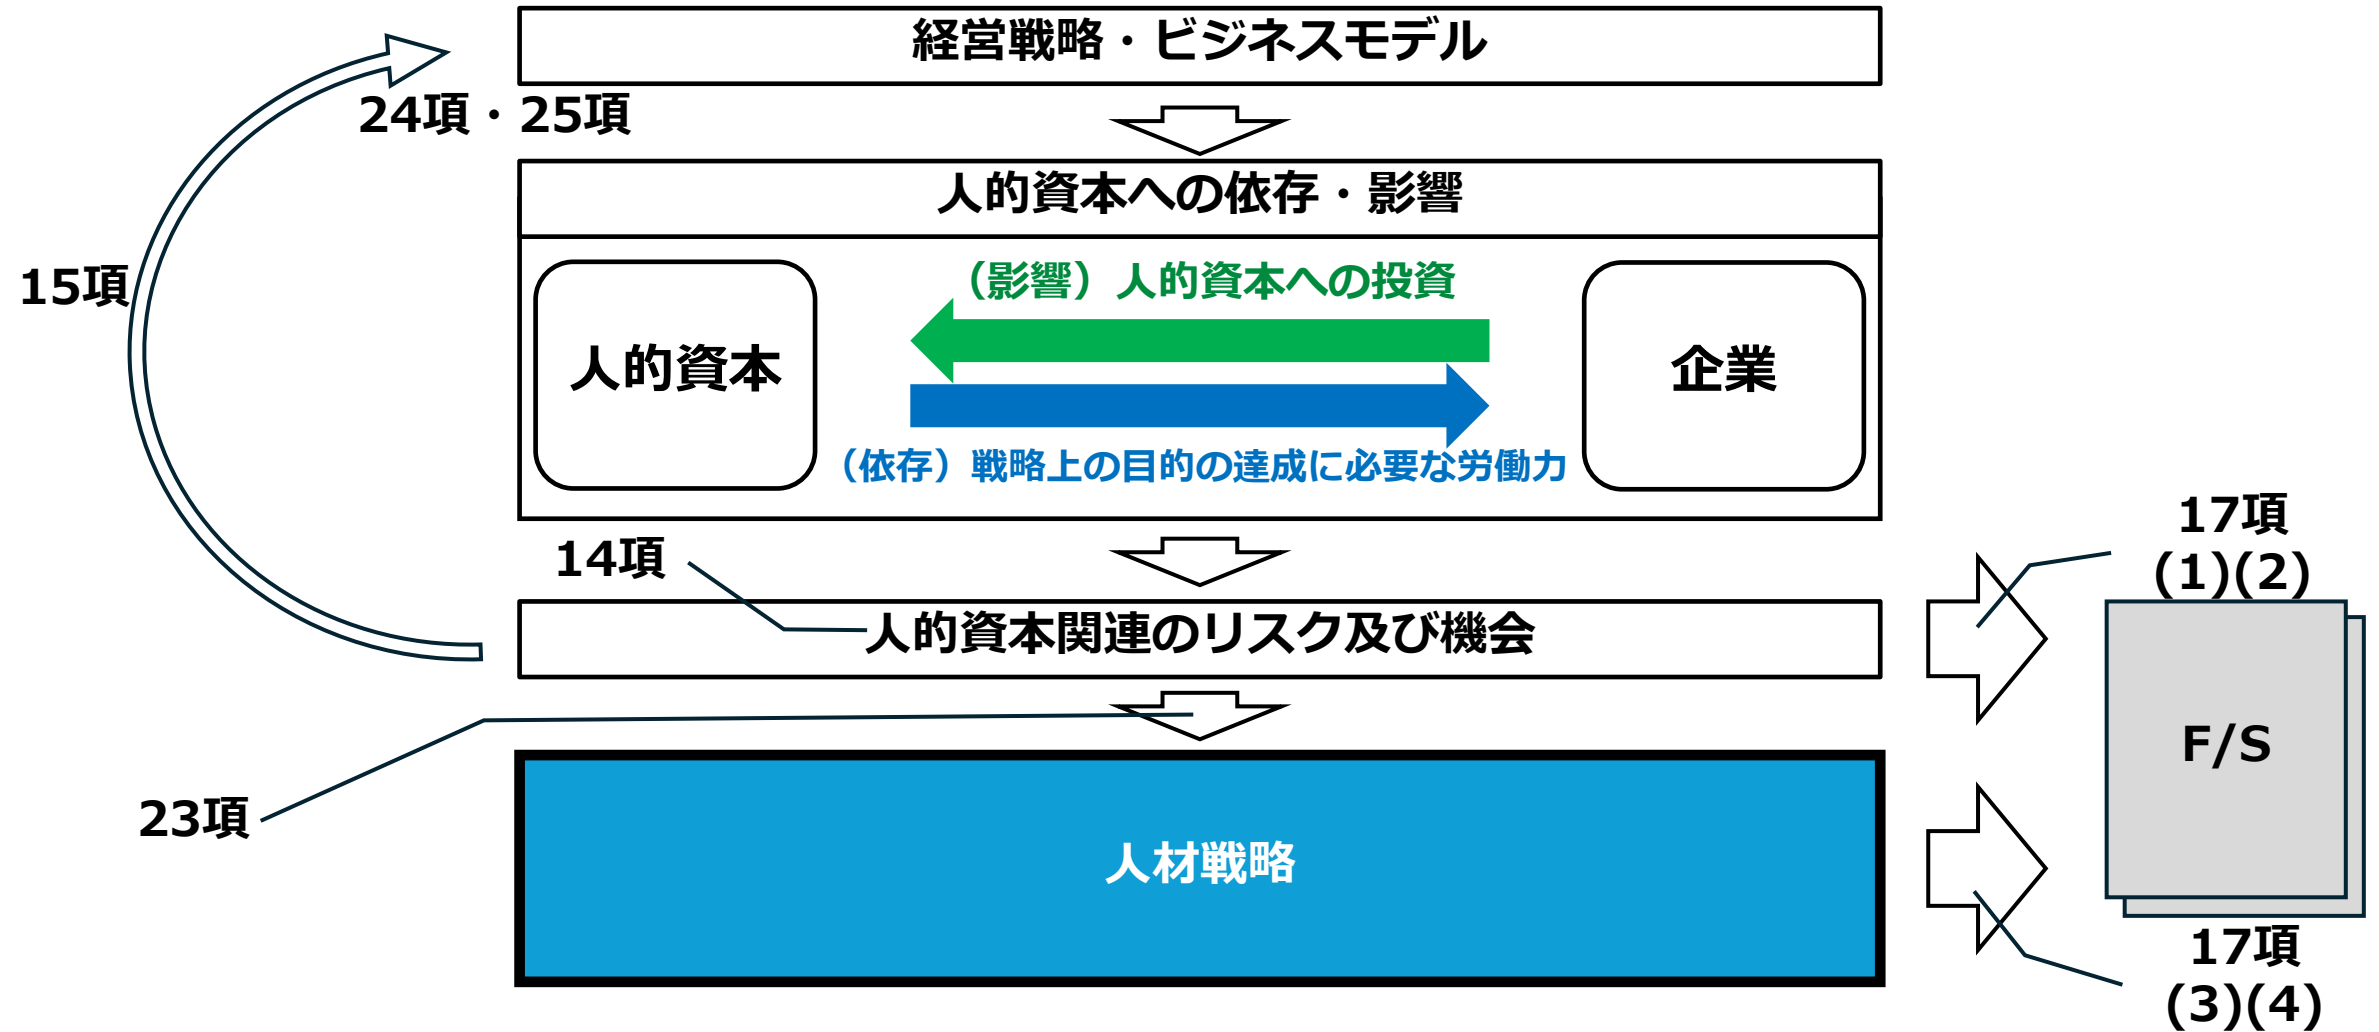 経営戦略・ビジネスモデル
24項・25項
人的資本への依存・影響
15項
（影響）人的資本への投資
人的資本
企業
（依存）戦略上の目的の達成に必要な労働力
17項
(1)(2)
14項
人的資本関連のリスク及び機会
F/S
23項
人材戦略
17項
(3)(4)